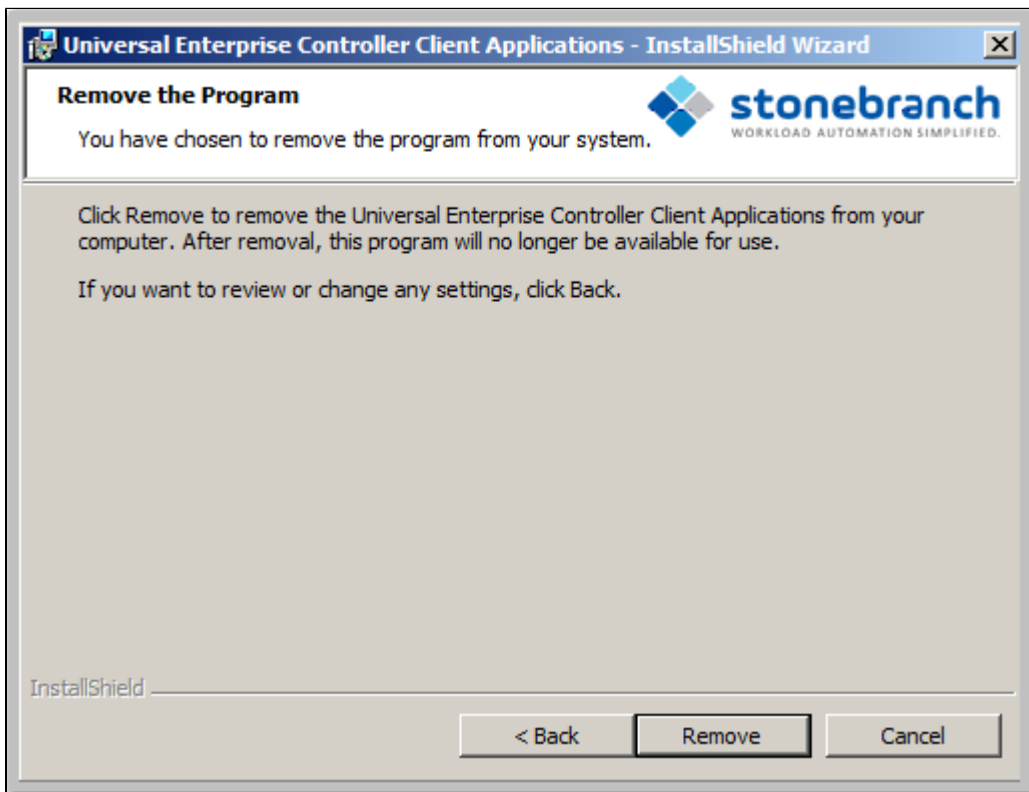 Universal Enterprise Controller Client Applications - InstallShield Wizard
Remove the Program
You have chosen to remove the program from your system.
stonebranch
WORKLOAD AUTOMATION SIMPLIFIED.
Click Remove to remove the Universal Enterprise Controller Client Applications from your
computer. After removal, this program will no longer be available for use.
If you want to review or change any settings, click Back.
InstallShield
< Back
Remove
Cancel